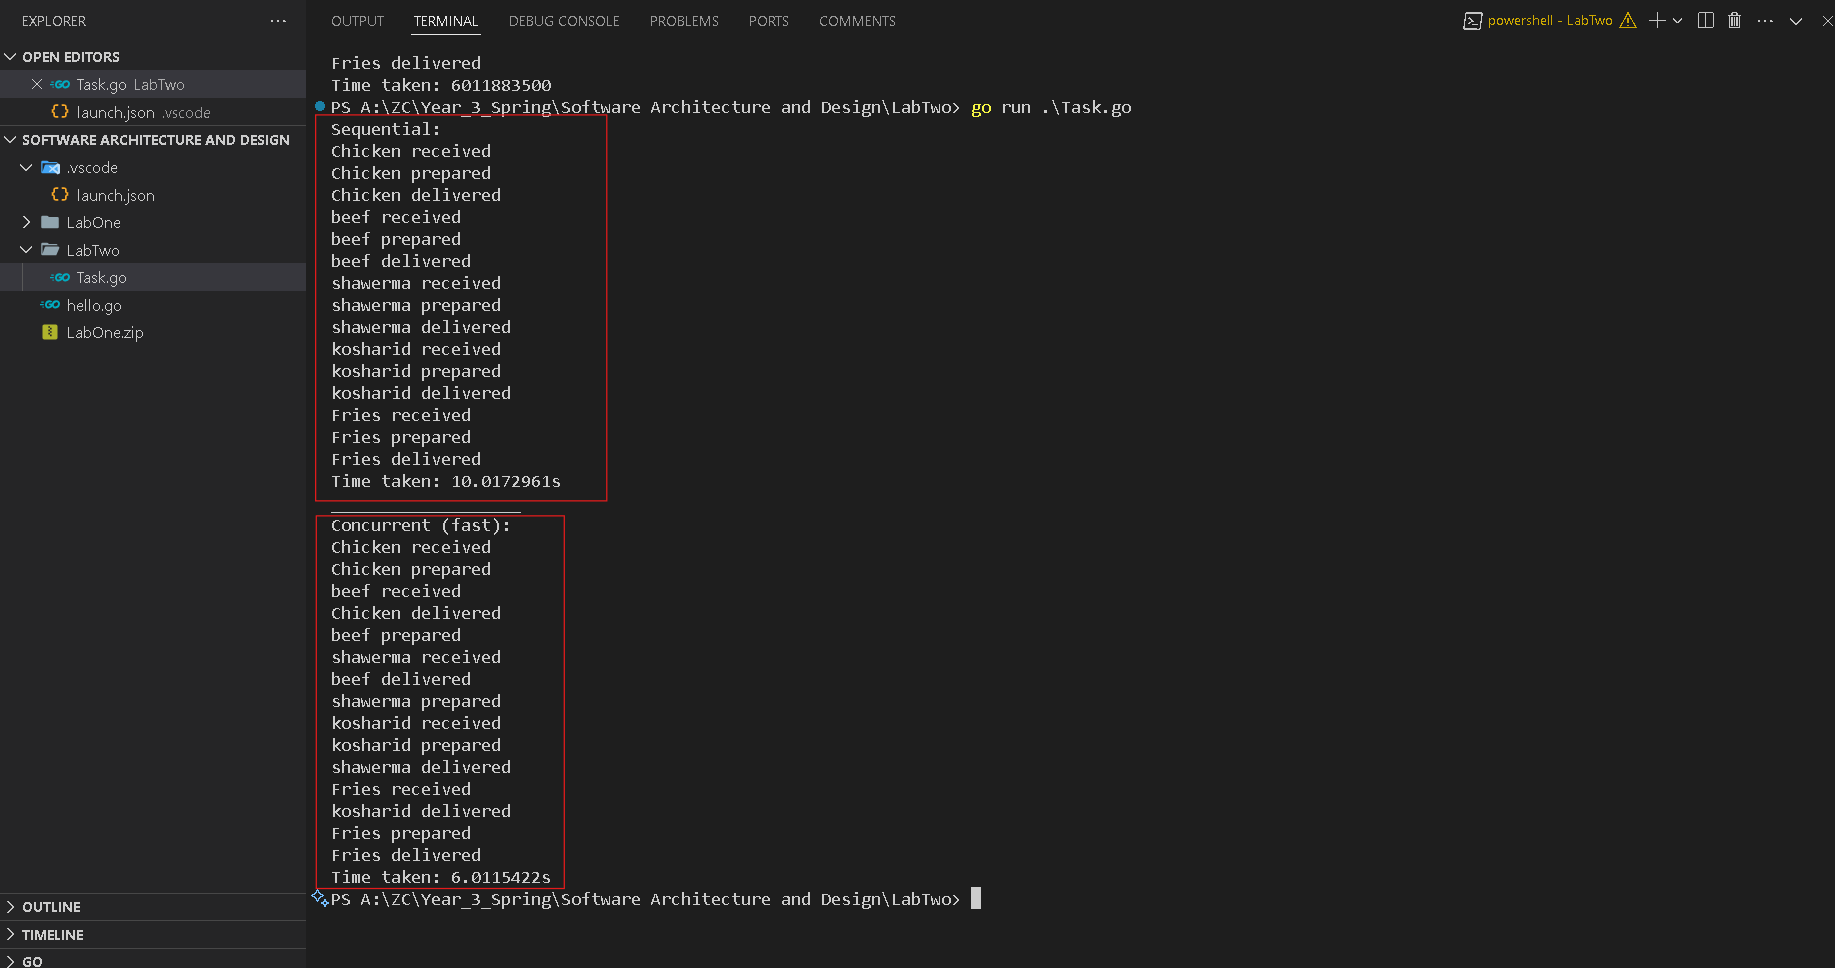 EXPLORER
OPEN EDITORS
Task.go LabTwo
launch.json .vscode
SOFTWARE ARCHITECTURE AND DESIGN
.vscode
launch.json
LabOne
LabTwo
Task.go
hello.go
LabOne.zip
OUTLINE
TIMELINE
GO
OUTPUT TERMINAL DEBUG CONSOLE PROBLEMS PORTS COMMENTS
powershell - LabTwo
Fries delivered
Time taken: 6011883500
PS A:\ZC\Year_3_Spring\Software Architecture and Design\LabTwo> go run .\Task.go
Sequential:
Chicken received
Chicken prepared
Chicken delivered
beef received
beef prepared
beef delivered
shawerma received
shawerma prepared
shawerma delivered
kosharid received
kosharid prepared
kosharid delivered
Fries received
Fries prepared
Fries delivered
Time taken: 10.0172961s
___________________
Concurrent (fast):
Chicken received
Chicken prepared
beef received
Chicken delivered
beef prepared
shawerma received
beef delivered
shawerma prepared
kosharid received
kosharid prepared
shawerma delivered
Fries received
kosharid delivered
Fries prepared
Fries delivered
Time taken: 6.0115422s
PS A:\ZC\Year_3_Spring\Software Architecture and Design\LabTwo>